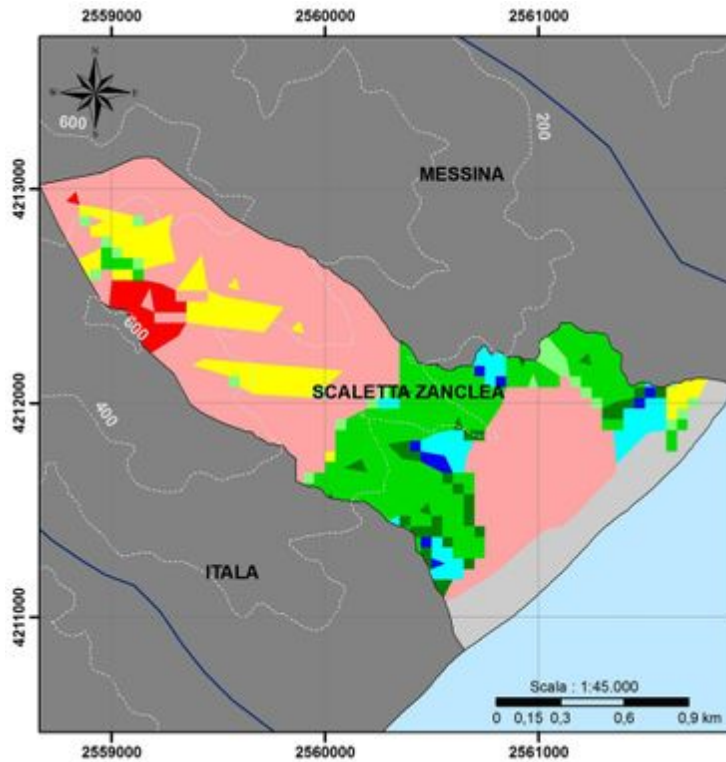 2559000 2560000 2561000
N
600
200
MESSINA
4213000
600
4212000
SCALETTA ZANCLEA
400
ITALA
4211000
Scala : 1:45.000
0 0,15 0,3 0,6 0,9 km
2559000 2560000 2561000